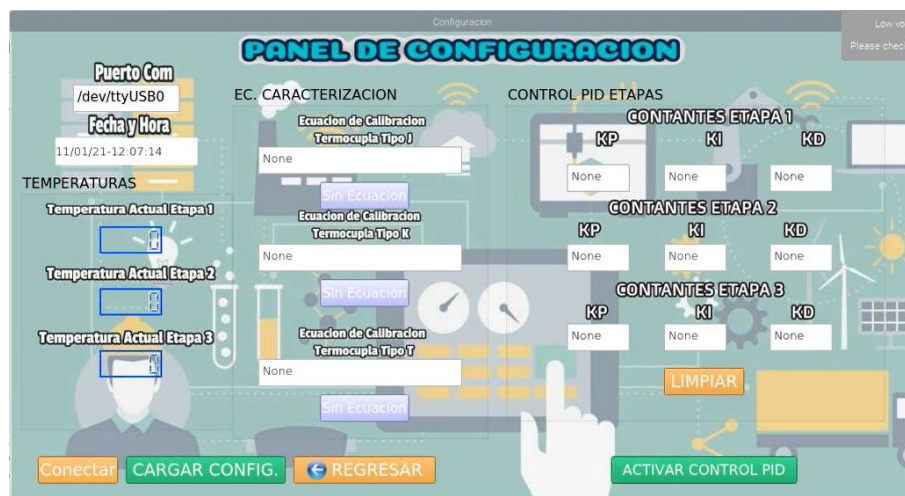 Configuracion
Low vo
Please chec
PANEL DE CONFIGURACION
Puerto Com
/dev/ttyUSB0
Fecha y Hora
11/01/21-12:07:14
TEMPERATURAS
Temperatura Actual Etapa 1
0
Temperatura Actual Etapa 2
0
Temperatura Actual Etapa 3
0
EC. CARACTERIZACION
Ecuacion de Calibracion
Termocupla Tipo J
None
Sin Ecuacion
Ecuacion de Calibracion
Termocupla Tipo K
None
Sin Ecuacion
Ecuacion de Calibracion
Termocupla Tipo T
None
Sin Ecuacion
CONTROL PID ETAPAS
CONTANTES ETAPA 1
KP KI KD
None None None
CONTANTES ETAPA 2
KP KI KD
None None None
CONTANTES ETAPA 3
KP KI KD
None None None
LIMPIAR
Conectar CARGAR CONFIG. REGRESAR ACTIVAR CONTROL PID